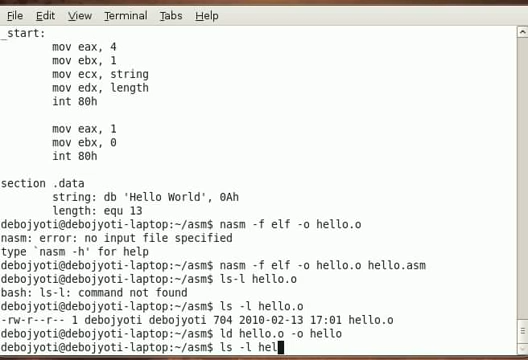 File Edit View Terminal Tabs Help
_start:
mov eax, 4
mov ebx, 1
mov ecx, string
mov edx, length
int 80h
mov eax, 1
mov ebx, 0
int 80h
section .data
string: db 'Hello World', 0Ah
length: equ 13
debojyoti@debojyoti-laptop:~/asm$ nasm -f elf -o hello.o
nasm: error: no input file specified
type `nasm -h' for help
debojyoti@debojyoti-laptop:~/asm$ nasm -f elf -o hello.o hello.asm
debojyoti@debojyoti-laptop:~/asm$ ls-l hello.o
bash: ls-l: command not found
debojyoti@debojyoti-laptop:~/asm$ ls -l hello.o
-rw-r--r-- 1 debojyoti debojyoti 704 2010-02-13 17:01 hello.o
debojyoti@debojyoti-laptop:~/asm$ ld hello.o -o hello
debojyoti@debojyoti-laptop:~/asm$ ls -l hel